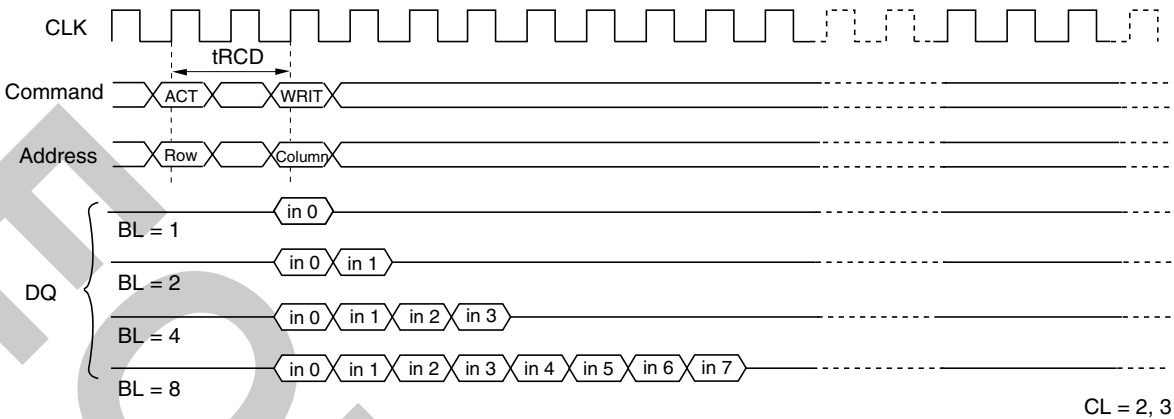 CLK
tRCD
Command ACT WRIT
Address Row Column
DQ
in 0
BL = 1
in 0 in 1
BL = 2
in 0 in 1 in 2 in 3
BL = 4
in 0 in 1 in 2 in 3 in 4 in 5 in 6 in 7
BL = 8
CL = 2, 3